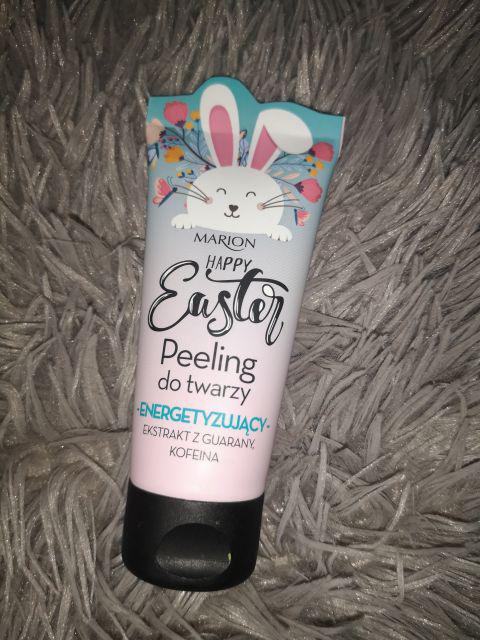 MARION
HAPPY
Easter
Peeling
do twarzy
-ENERGETYZUJĄCY-
EKSTRAKT Z GUARANY,
KOFEINA